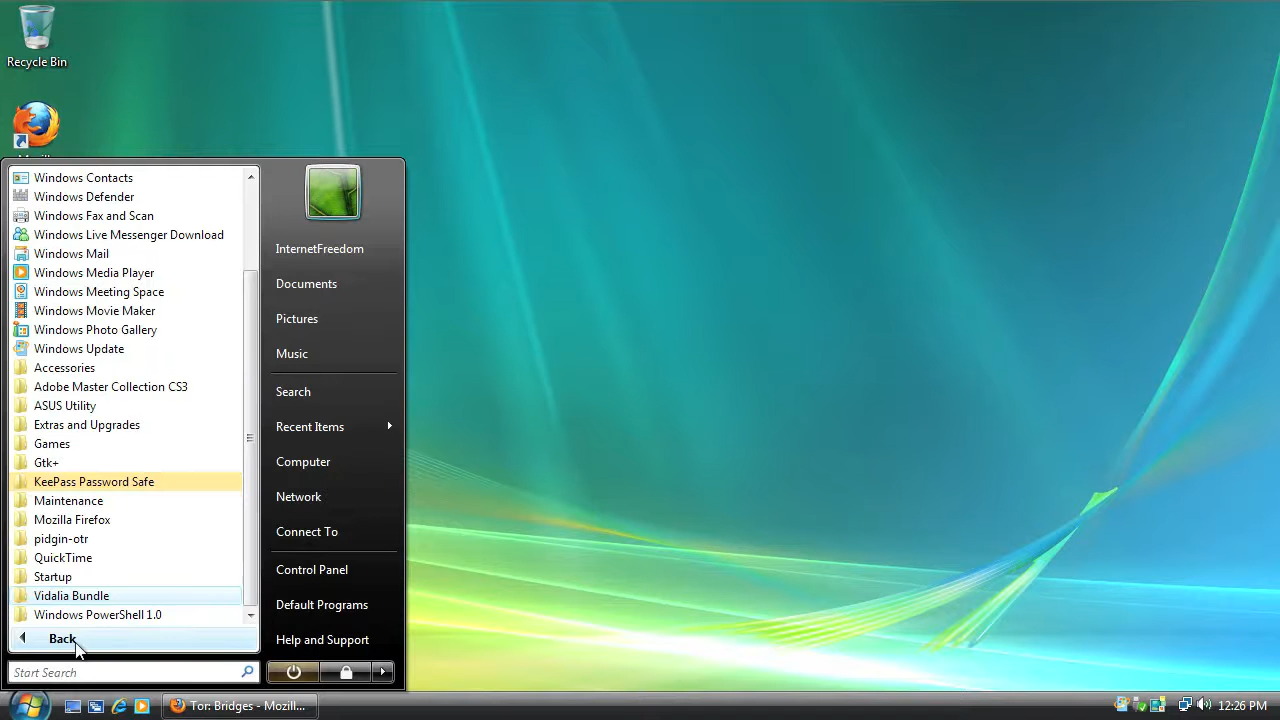 Recycle Bin
Windows Contacts
Windows Defender
Windows Fax and Scan
Windows Live Messenger Download
Windows Mail
Windows Media Player
Windows Meeting Space
Windows Movie Maker
Windows Photo Gallery
Windows Update
Accessories
Adobe Master Collection CS3
ASUS Utility
Extras and Upgrades
Games
Gtk+
KeePass Password Safe
Maintenance
Mozilla Firefox
pidgin-otr
QuickTime
Startup
Vidalia Bundle
Windows PowerShell 1.0
Back
Start Search
InternetFreedom
Documents
Pictures
Music
Search
Recent Items
Computer
Network
Connect To
Control Panel
Default Programs
Help and Support
Tor: Bridges - Mozill...
12:26 PM